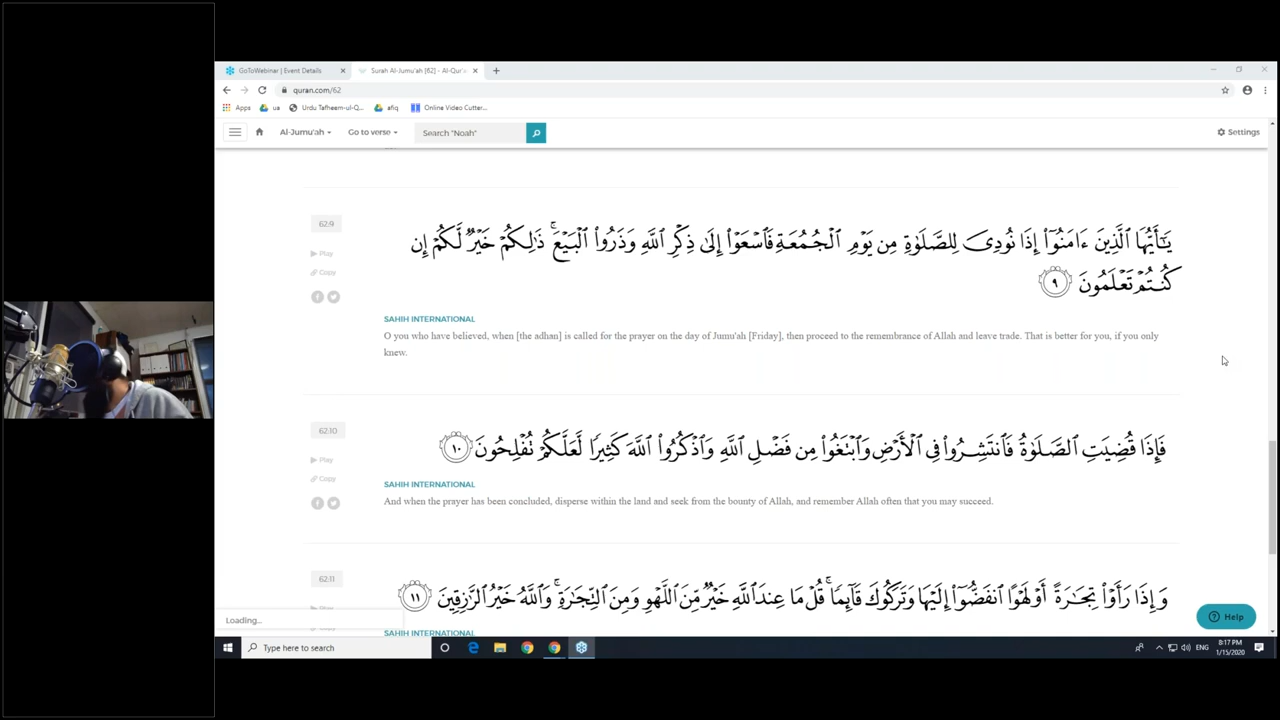 GoToWebinar | Event Details
Surah Al-Jumu'ah [62] - Al-Qur'
quran.com/62
Apps ua Urdu Tafheem-ul-Q... efiq Online Video Cutter...
Al-Jumu'ah Go to verse Search "Noah" Settings
62:9
يَـٰٓأَيُّهَا ٱلَّذِينَ ءَامَنُوٓا۟ إِذَا نُودِىَ لِلصَّلَوٰةِ مِن يَوْمِ ٱلْجُمُعَةِ فَٱسْعَوْا۟ إِلَىٰ ذِكْرِ ٱللَّهِ وَذَرُوا۟ ٱلْبَيْعَ ۚ ذَٰلِكُمْ خَيْرٌ لَّكُمْ إِن
كُنتُمْ تَعْلَمُونَ ٩
Play
Copy
SAHIH INTERNATIONAL
O you who have believed, when [the adhan] is called for the prayer on the day of Jumu'ah [Friday], then proceed to the remembrance of Allah and leave trade. That is better for you, if you only
knew.
62:10
فَإِذَا قُضِيَتِ ٱلصَّلَوٰةُ فَٱنتَشِرُوا۟ فِى ٱلْأَرْضِ وَٱبْتَغُوا۟ مِن فَضْلِ ٱللَّهِ وَٱذْكُرُوا۟ ٱللَّهَ كَثِيرًا لَّعَلَّكُمْ تُفْلِحُونَ ١٠
Play
Copy
SAHIH INTERNATIONAL
And when the prayer has been concluded, disperse within the land and seek from the bounty of Allah, and remember Allah often that you may succeed.
62:11
وَإِذَا رَأَوْا۟ تِجَـٰرَةً أَوْ لَهْوًا ٱنفَضُّوٓا۟ إِلَيْهَا وَتَرَكُوكَ قَآئِمًا ۚ قُلْ مَا عِندَ ٱللَّهِ خَيْرٌ مِّنَ ٱللَّهْوِ وَمِنَ ٱلتِّجَـٰرَةِ ۚ وَٱللَّهُ خَيْرُ ٱلرَّٰزِقِينَ ١١
Loading...
SAHIH INTERNATIONAL
Help
Type here to search
ENG
8:17 PM
1/15/2020